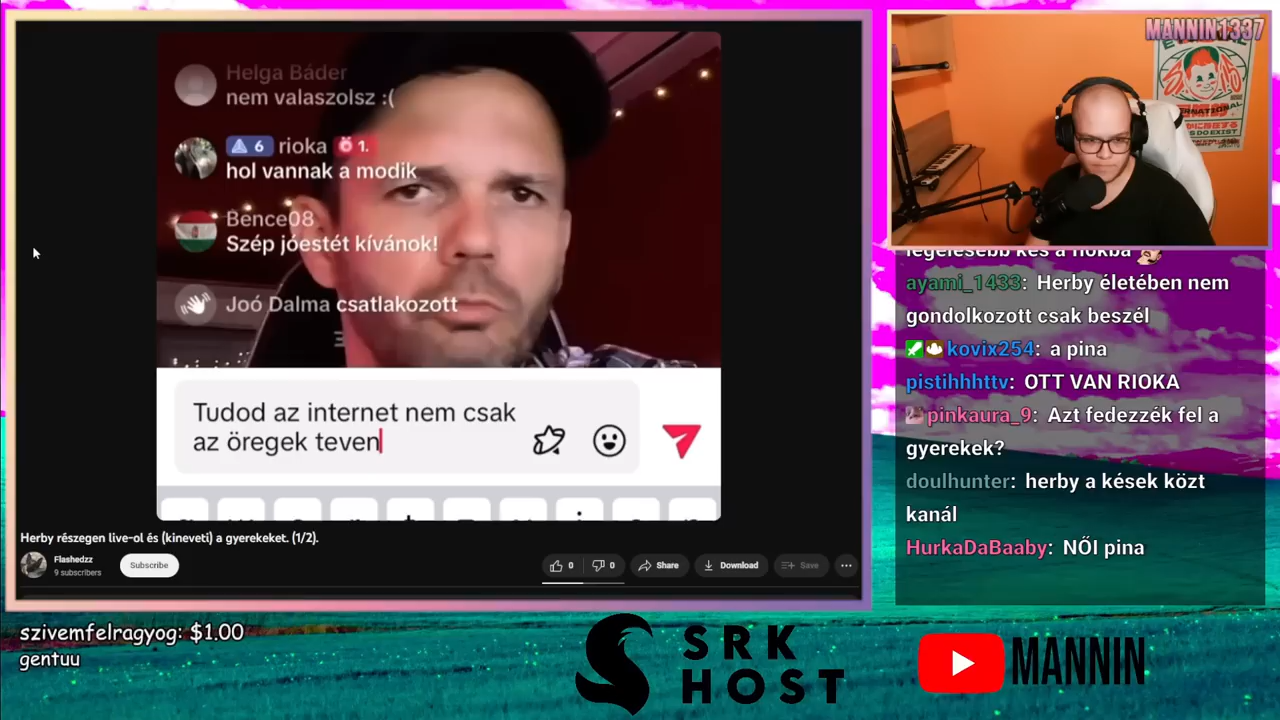 Helga Báder
nem valaszolsz :(
6 rioka 1.
hol vannak a modik
Bence08
Szép jóestét kívánok!
Joó Dalma csatlakozott
Tudod az internet nem csak
az öregek teven
Herby részegen live-ol és (kineveti) a gyerekeket. (1/2).
Flashedzz
9 subscribers
Subscribe
0
0
Share
Download
Save
MANNIN1337
ayami_1433: Herby életében nem
gondolkozott csak beszél
kovix254: a pina
pistihhhttv: OTT VAN RIOKA
pinkaura_9: Azt fedezzék fel a
gyerekek?
doulhunter: herby a kések közt
kanál
HurkaDaBaaby: NŐI pina
szivemfelragyog: $1.00
gentuu
SRK
HOST
MANNIN